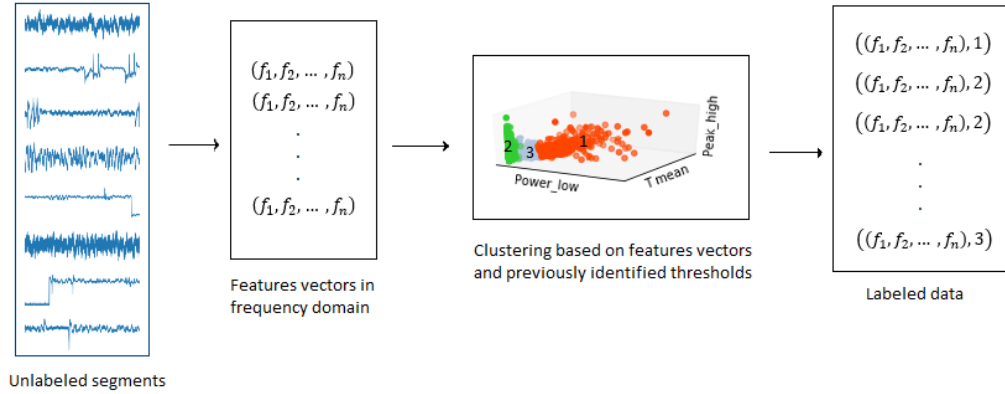 (f₁, f₂, … , fₙ)
(f₁, f₂, … , fₙ)
.
.
.
(f₁, f₂, … , fₙ)
2
3
1
Power_low
T mean
Peak_high
((f₁, f₂, … , fₙ), 1)
((f₁, f₂, … , fₙ), 2)
((f₁, f₂, … , fₙ), 2)
.
.
.
((f₁, f₂, … , fₙ), 3)
Unlabeled segments
Features vectors in
frequency domain
Clustering based on features vectors
and previously identified thresholds
Labeled data